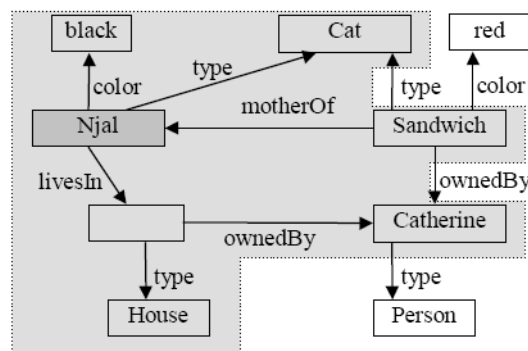 black
Cat
red
type
color
color
motherOf
type
Njal
Sandwich
livesIn
ownedBy
ownedBy
Catherine
type
type
House
Person